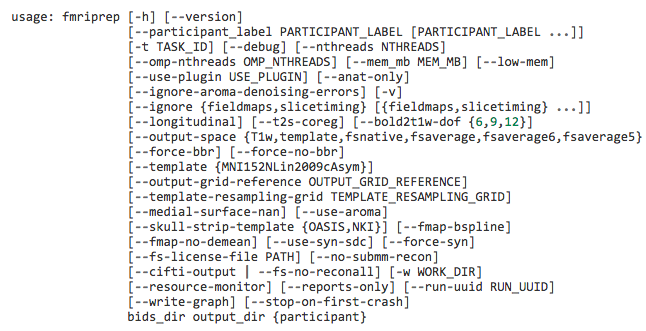 usage: fmriprep [-h] [--version]
[--participant_label PARTICIPANT_LABEL [PARTICIPANT_LABEL ...]]
[-t TASK_ID] [--debug] [--nthreads NTHREADS]
[--omp-nthreads OMP_NTHREADS] [--mem_mb MEM_MB] [--low-mem]
[--use-plugin USE_PLUGIN] [--anat-only]
[--ignore-aroma-denoising-errors] [-v]
[--ignore {fieldmaps,slicetiming} [{fieldmaps,slicetiming} ...]]
[--longitudinal] [--t2s-coreg] [--bold2t1w-dof {6,9,12}]
[--output-space {T1w,template,fsnative,fsaverage,fsaverage6,fsaverage5}
[--force-bbr] [--force-no-bbr]
[--template {MNI152NLin2009cAsym}]
[--output-grid-reference OUTPUT_GRID_REFERENCE]
[--template-resampling-grid TEMPLATE_RESAMPLING_GRID]
[--medial-surface-nan] [--use-aroma]
[--skull-strip-template {OASIS,NKI}] [--fmap-bspline]
[--fmap-no-demean] [--use-syn-sdc] [--force-syn]
[--fs-license-file PATH] [--no-submm-recon]
[--cifti-output | --fs-no-reconall] [-w WORK_DIR]
[--resource-monitor] [--reports-only] [--run-uuid RUN_UUID]
[--write-graph] [--stop-on-first-crash]
bids_dir output_dir {participant}